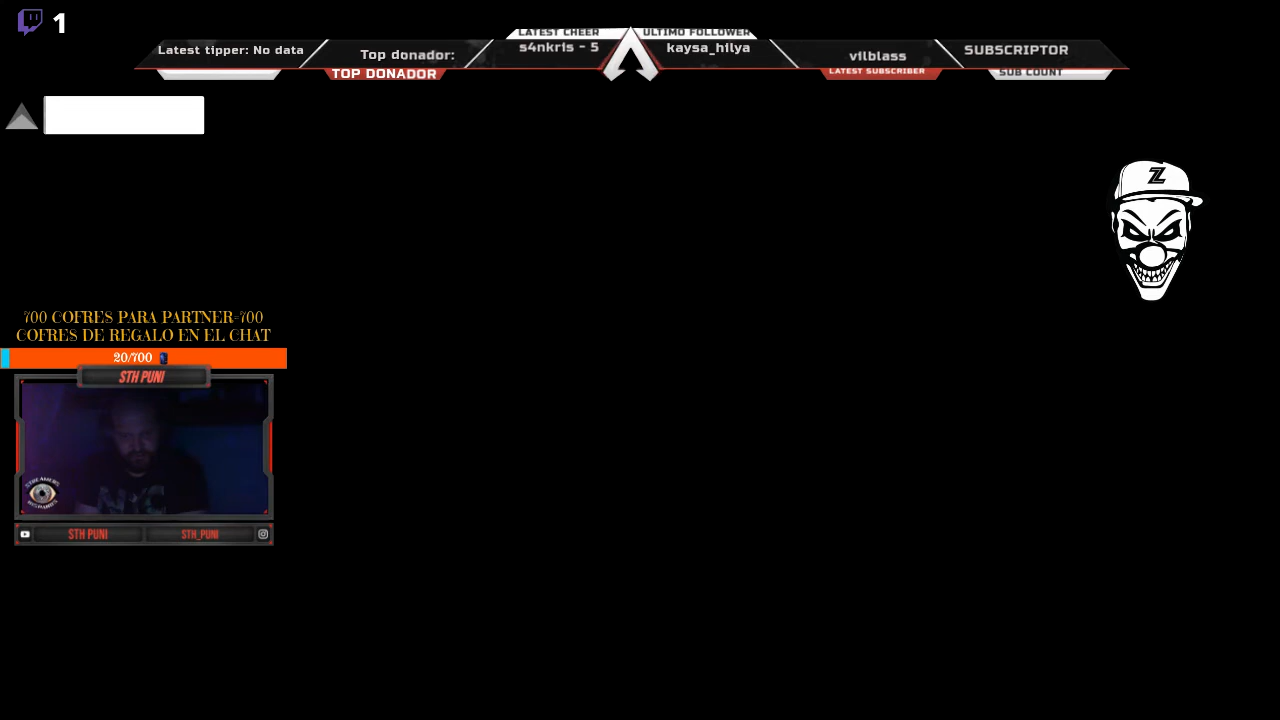 1
LATEST CHEER
ULTIMO FOLLOWER
Latest tipper: No data
Top donador:
s4nkris - 5
kaysa_hilya
vilblass
SUBSCRIPTOR
TOP DONADOR
LATEST SUBSCRIBER
SUB COUNT
Z
700 COFRES PARA PARTNER=700
COFRES DE REGALO EN EL CHAT
20/700
STH PUNI
NYC
STH PUNI
STH_PUNI